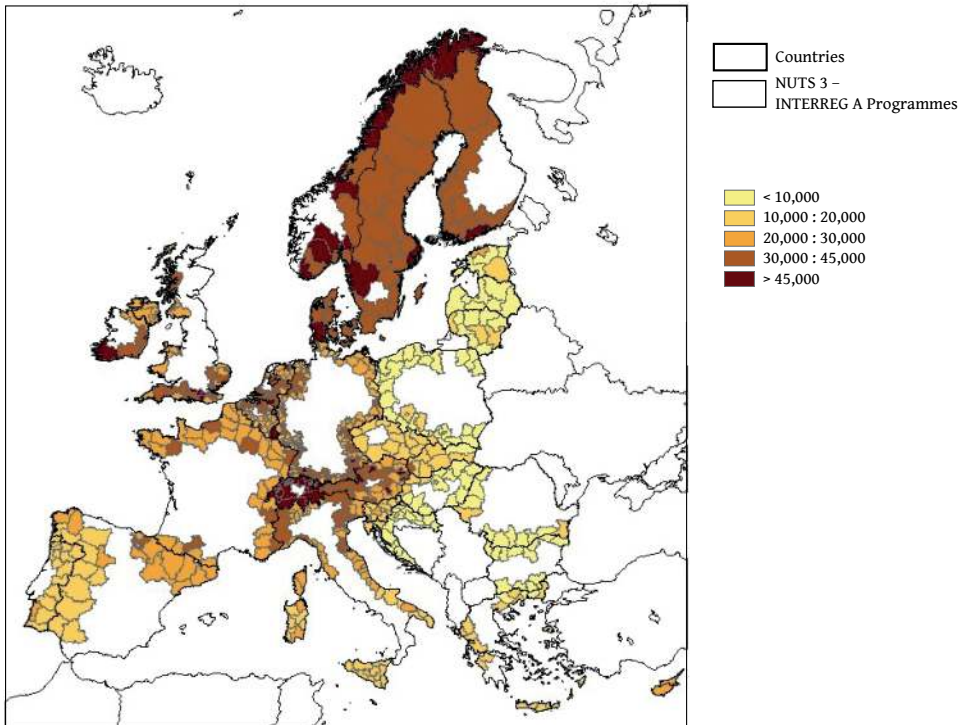 Countries
NUTS 3 –
INTERREG A Programmes
< 10,000
10,000 : 20,000
20,000 : 30,000
30,000 : 45,000
> 45,000